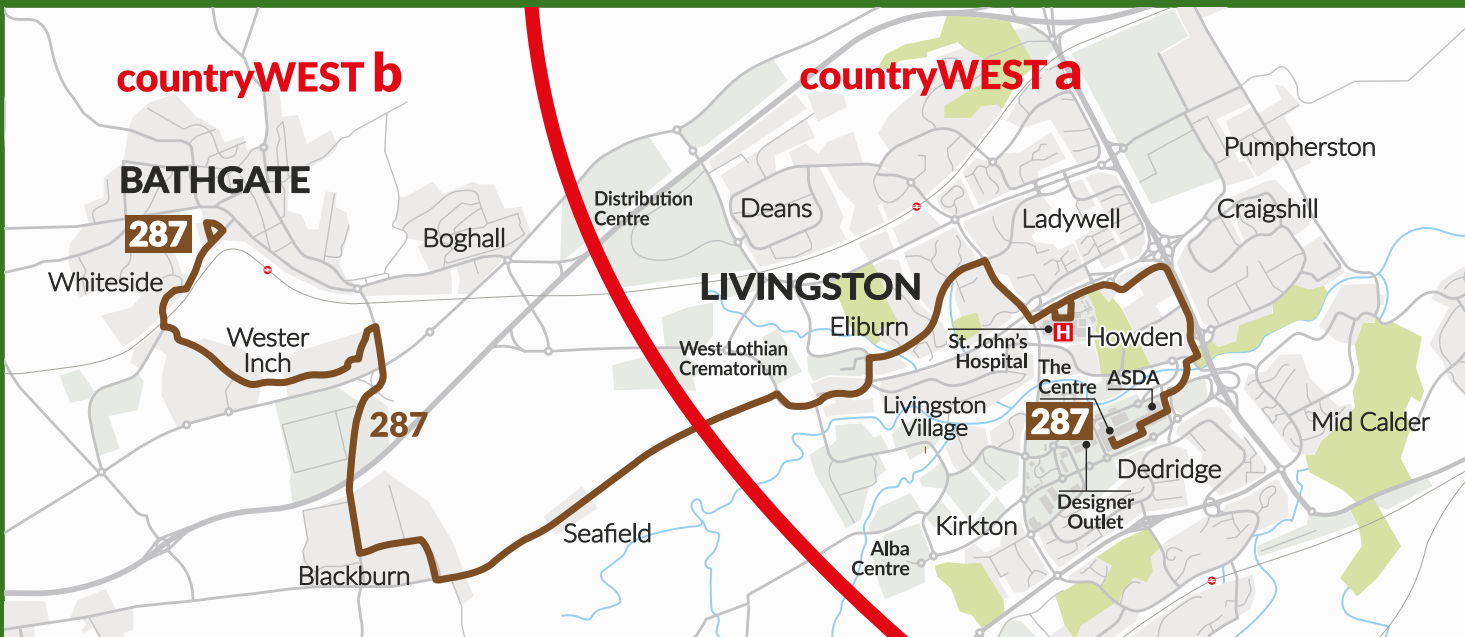 countryWEST b
countryWEST a
Pumpherston
BATHGATE
Distribution
Centre
Deans
Ladywell
Craigshill
287
Boghall
Whiteside
LIVINGSTON
Eliburn
Wester
Inch
St. John's
Hospital
H
Howden
West Lothian
Crematorium
The
Centre
ASDA
287
Livingston
Village
287
Mid Calder
Dedridge
Designer
Outlet
Seafield
Kirkton
Alba
Centre
Blackburn